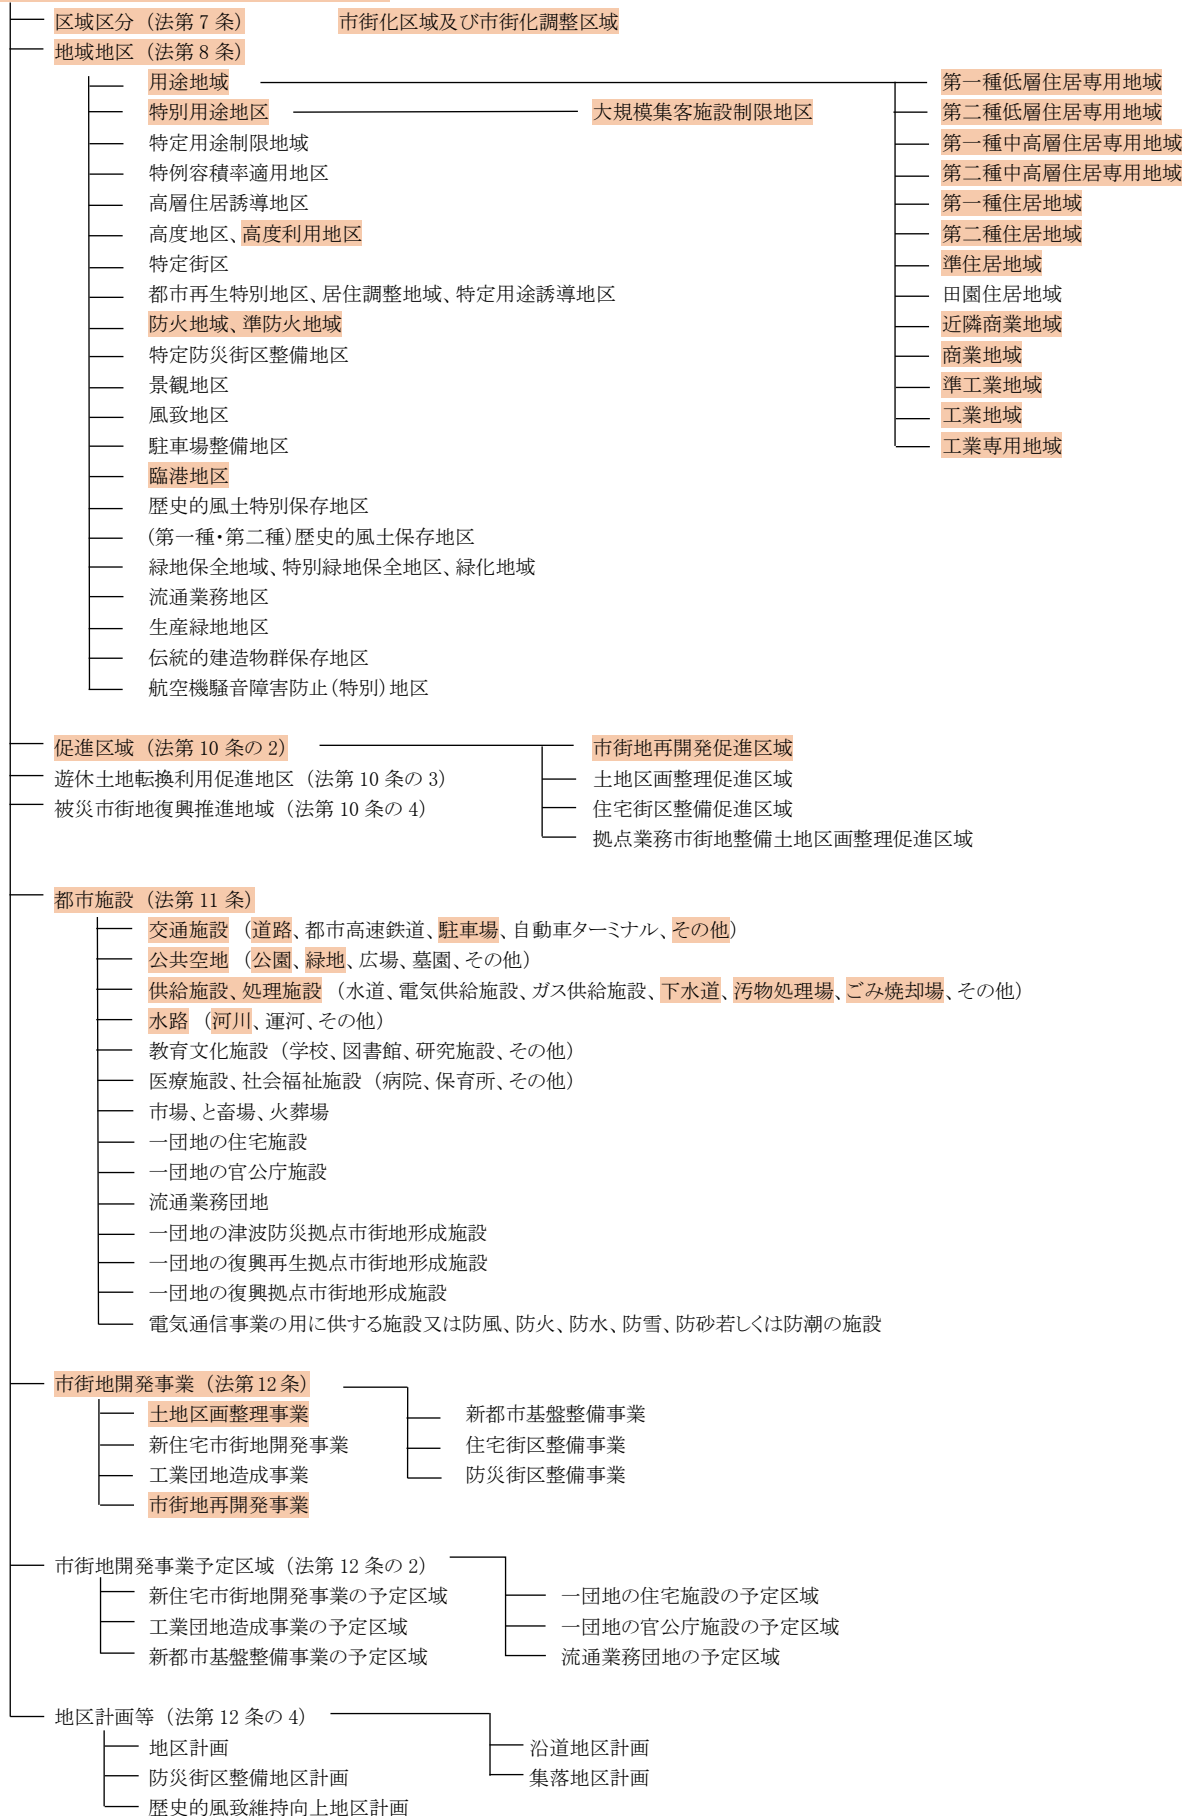 区域区分（法第7条） 市街化区域及び市街化調整区域
地域地区（法第8条）
用途地域 第一種低層住居専用地域
特別用途地区 大規模集客施設制限地区 第二種低層住居専用地域
特定用途制限地域 第一種中高層住居専用地域
特例容積率適用地区 第二種中高層住居専用地域
高層住居誘導地区 第一種住居地域
高度地区、高度利用地区 第二種住居地域
特定街区 準住居地域
都市再生特別地区、居住調整地域、特定用途誘導地区 田園住居地域
防火地域、準防火地域 近隣商業地域
特定防災街区整備地区 商業地域
景観地区 準工業地域
風致地区 工業地域
駐車場整備地区 工業専用地域
臨港地区
歴史的風土特別保存地区
（第一種・第二種）歴史的風土保存地区
緑地保全地域、特別緑地保全地区、緑化地域
流通業務地区
生産緑地地区
伝統的建造物群保存地区
航空機騒音障害防止（特別）地区
促進区域（法第10条の2） 市街地再開発促進区域
遊休土地転換利用促進地区（法第10条の3） 土地区画整理促進区域
被災市街地復興推進地域（法第10条の4） 住宅街区整備促進区域
拠点業務市街地整備土地区画整理促進区域
都市施設（法第11条）
交通施設（道路、都市高速鉄道、駐車場、自動車ターミナル、その他）
公共空地（公園、緑地、広場、墓園、その他）
供給施設、処理施設（水道、電気供給施設、ガス供給施設、下水道、汚物処理場、ごみ焼却場、その他）
水路（河川、運河、その他）
教育文化施設（学校、図書館、研究施設、その他）
医療施設、社会福祉施設（病院、保育所、その他）
市場、と畜場、火葬場
一団地の住宅施設
一団地の官公庁施設
流通業務団地
一団地の津波防災拠点市街地形成施設
一団地の復興再生拠点市街地形成施設
一団地の復興拠点市街地形成施設
電気通信事業の用に供する施設又は防風、防火、防水、防雪、防砂若しくは防潮の施設
市街地開発事業（法第12条）
土地区画整理事業 新都市基盤整備事業
新住宅市街地開発事業 住宅街区整備事業
工業団地造成事業 防災街区整備事業
市街地再開発事業
市街地開発事業予定区域（法第12条の2）
新住宅市街地開発事業の予定区域 一団地の住宅施設の予定区域
工業団地造成事業の予定区域 一団地の官公庁施設の予定区域
新都市基盤整備事業の予定区域 流通業務団地の予定区域
地区計画等（法第12条の4）
地区計画 沿道地区計画
防災街区整備地区計画 集落地区計画
歴史的風致維持向上地区計画